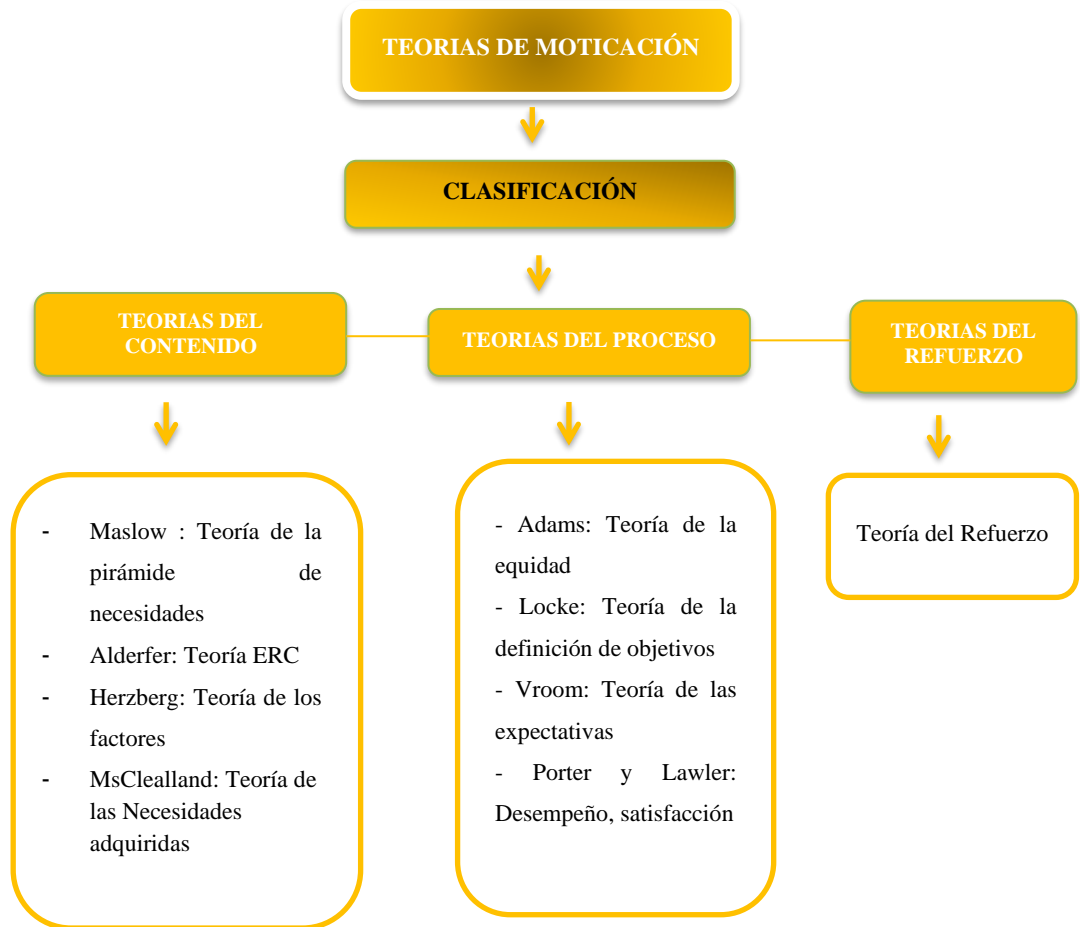 TEORIAS DE MOTICACIÓN
CLASIFICACIÓN
TEORIAS DEL
CONTENIDO
TEORIAS DEL PROCESO
TEORIAS DEL
REFUERZO
- Maslow : Teoría de la
pirámide de
necesidades
- Alderfer: Teoría ERC
- Herzberg: Teoría de los
factores
- MsClealland: Teoría de
las Necesidades
adquiridas
- Adams: Teoría de la
equidad
- Locke: Teoría de la
definición de objetivos
- Vroom: Teoría de las
expectativas
- Porter y Lawler:
Desempeño, satisfacción
Teoría del Refuerzo